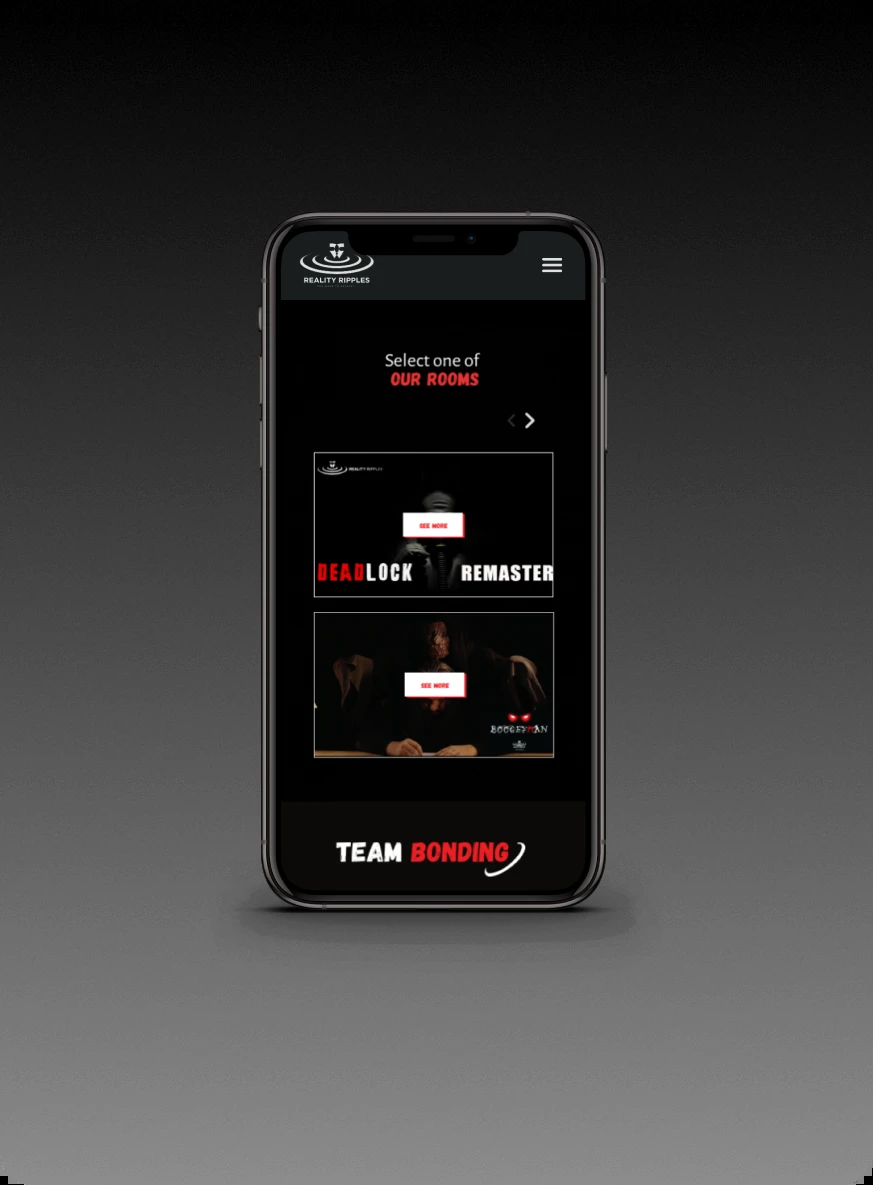 REALITY RIPPLES
Select one of
OUR ROOMS
REALITY RIPPLES
SEE MORE
DEADLOCK REMASTER
SEE MORE
BOOGEYMAN
TEAM BONDING